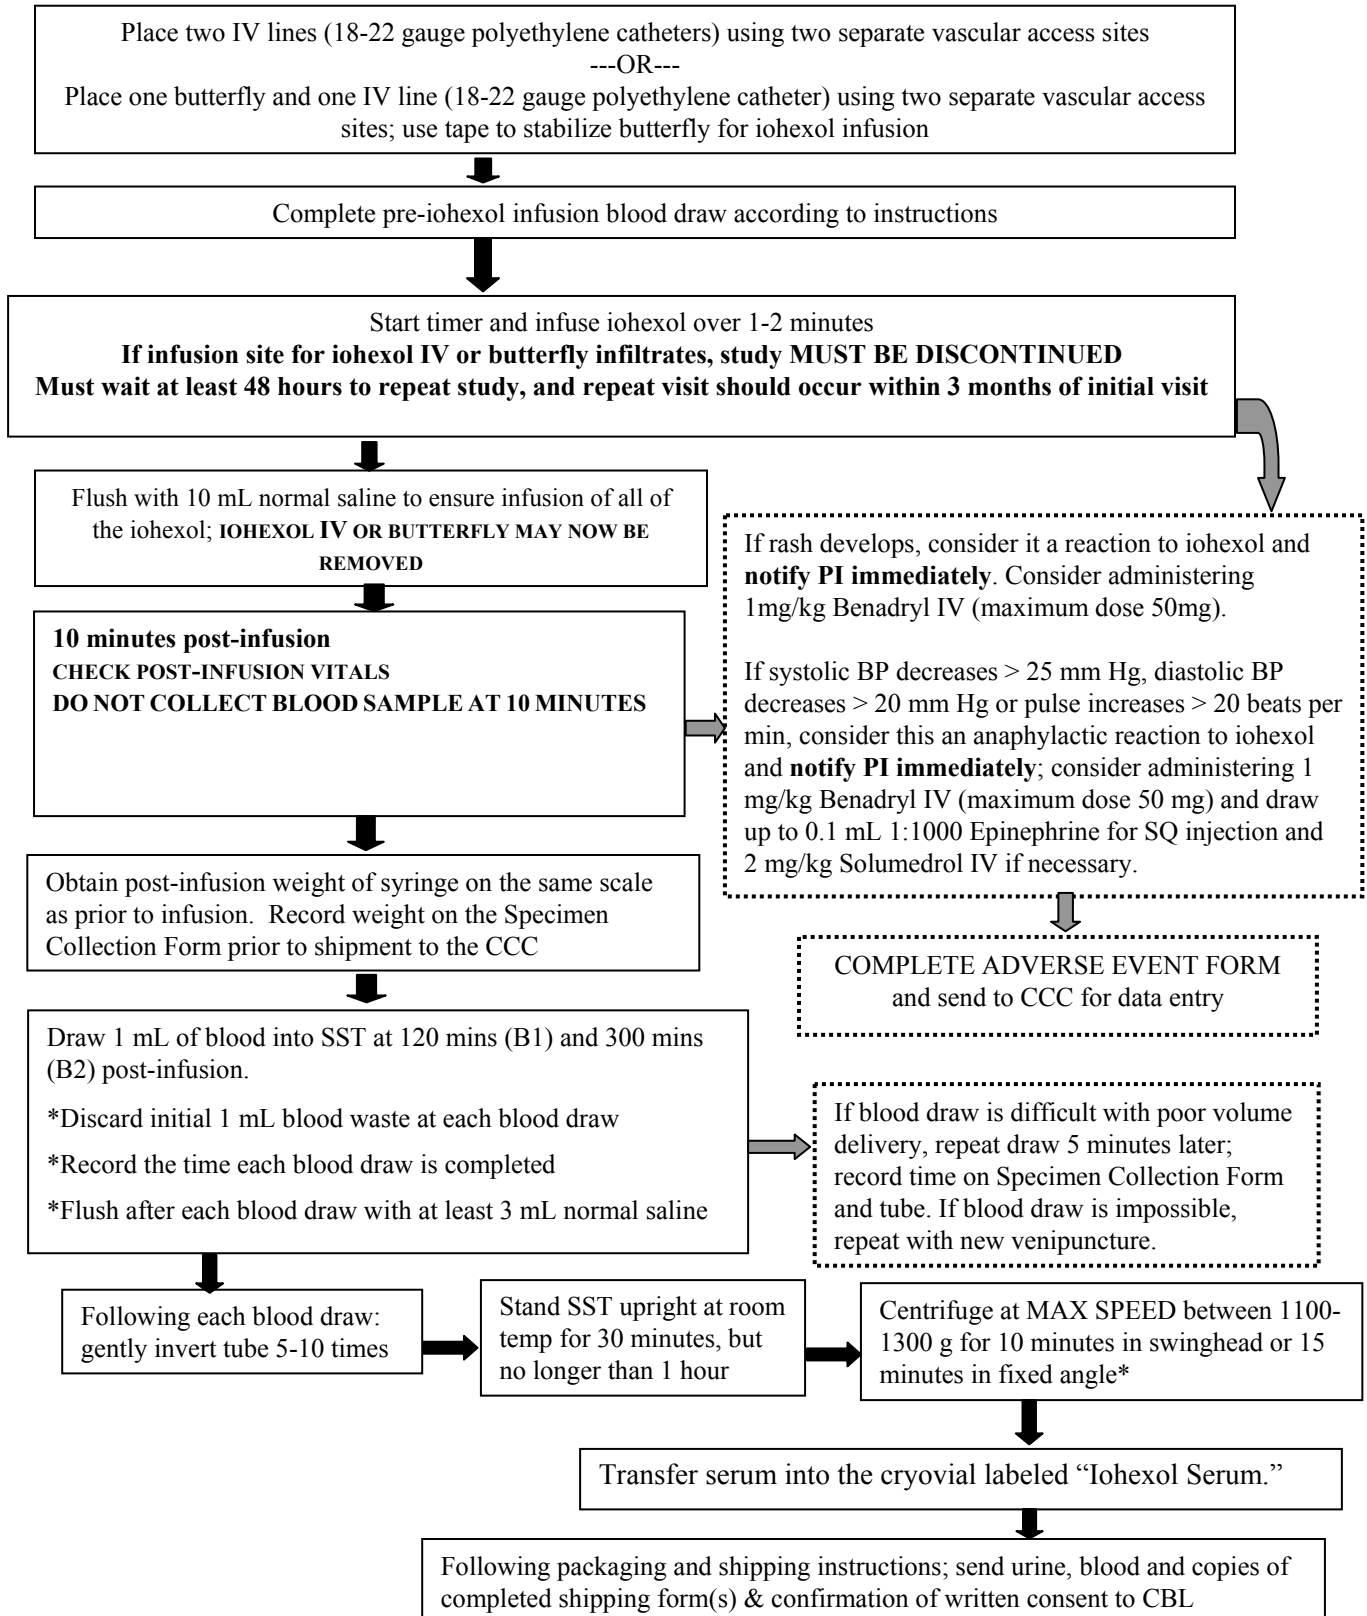 Place two IV lines (18-22 gauge polyethylene catheters) using two separate vascular access sites
---OR---
Place one butterfly and one IV line (18-22 gauge polyethylene catheter) using two separate vascular access
sites; use tape to stabilize butterfly for iohexol infusion
Complete pre-iohexol infusion blood draw according to instructions
Start timer and infuse iohexol over 1-2 minutes
If infusion site for iohexol IV or butterfly infiltrates, study MUST BE DISCONTINUED
Must wait at least 48 hours to repeat study, and repeat visit should occur within 3 months of initial visit
Flush with 10 mL normal saline to ensure infusion of all of
the iohexol; IOHEXOL IV OR BUTTERFLY MAY NOW BE
REMOVED
10 minutes post-infusion
CHECK POST-INFUSION VITALS
DO NOT COLLECT BLOOD SAMPLE AT 10 MINUTES
If rash develops, consider it a reaction to iohexol and
notify PI immediately. Consider administering
1mg/kg Benadryl IV (maximum dose 50mg).
If systolic BP decreases > 25 mm Hg, diastolic BP
decreases > 20 mm Hg or pulse increases > 20 beats per
min, consider this an anaphylactic reaction to iohexol
and notify PI immediately; consider administering 1
mg/kg Benadryl IV (maximum dose 50 mg) and draw
up to 0.1 mL 1:1000 Epinephrine for SQ injection and
2 mg/kg Solumedrol IV if necessary.
Obtain post-infusion weight of syringe on the same scale
as prior to infusion. Record weight on the Specimen
Collection Form prior to shipment to the CCC
COMPLETE ADVERSE EVENT FORM
and send to CCC for data entry
Draw 1 mL of blood into SST at 120 mins (B1) and 300 mins
(B2) post-infusion.
*Discard initial 1 mL blood waste at each blood draw
*Record the time each blood draw is completed
*Flush after each blood draw with at least 3 mL normal saline
If blood draw is difficult with poor volume
delivery, repeat draw 5 minutes later;
record time on Specimen Collection Form
and tube. If blood draw is impossible,
repeat with new venipuncture.
Following each blood draw:
gently invert tube 5-10 times
Stand SST upright at room
temp for 30 minutes, but
no longer than 1 hour
Centrifuge at MAX SPEED between 1100-
1300 g for 10 minutes in swinghead or 15
minutes in fixed angle*
Transfer serum into the cryovial labeled “Iohexol Serum.”
Following packaging and shipping instructions; send urine, blood and copies of
completed shipping form(s) & confirmation of written consent to CBL